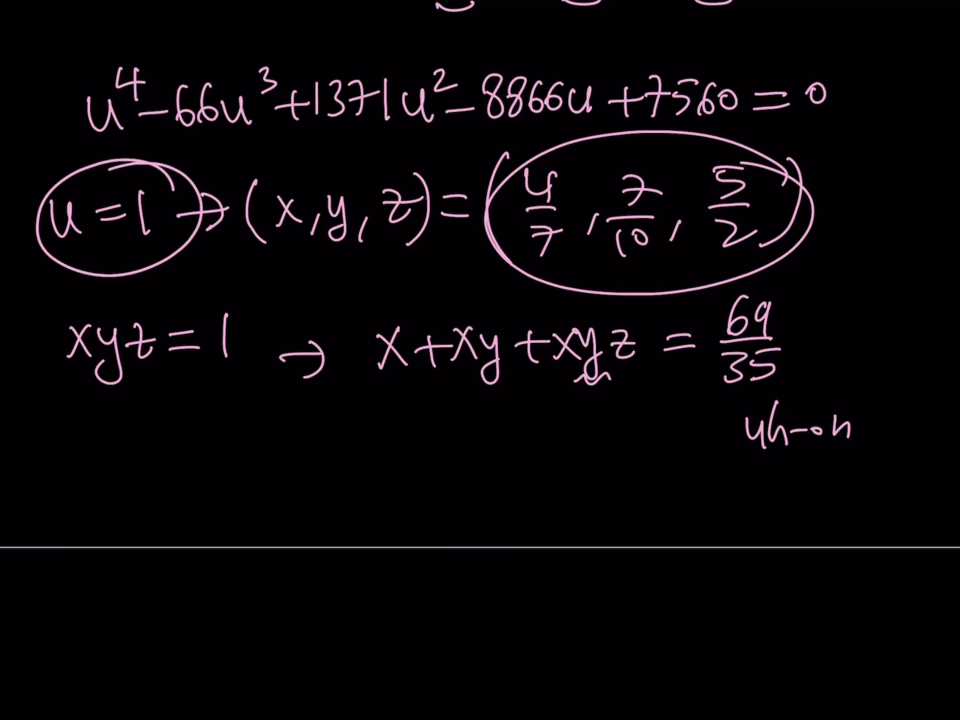 u⁴-66u³+1371u²-8866u+7560=0
u=1 → (x,y,z)=(4/7, 7/10, 5/2)
xyz=1 → x+xy+xyz = 69/35
uh-oh